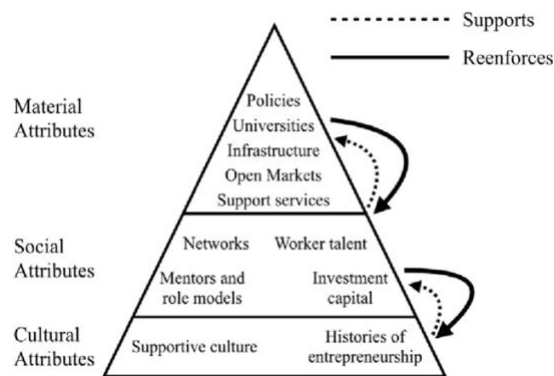 Supports
Reenforces
Material
Attributes
Policies
Universities
Infrastructure
Open Markets
Support services
Social
Attributes
Networks Worker talent
Mentors and
role models
Investment
capital
Cultural
Attributes
Supportive culture
Histories of
entrepreneurship